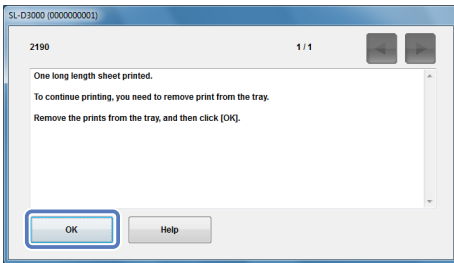 SL-D3000 (0000000001)
2190 1 / 1
One long length sheet printed.
To continue printing, you need to remove print from the tray.
Remove the prints from the tray, and then click [OK].
OK Help